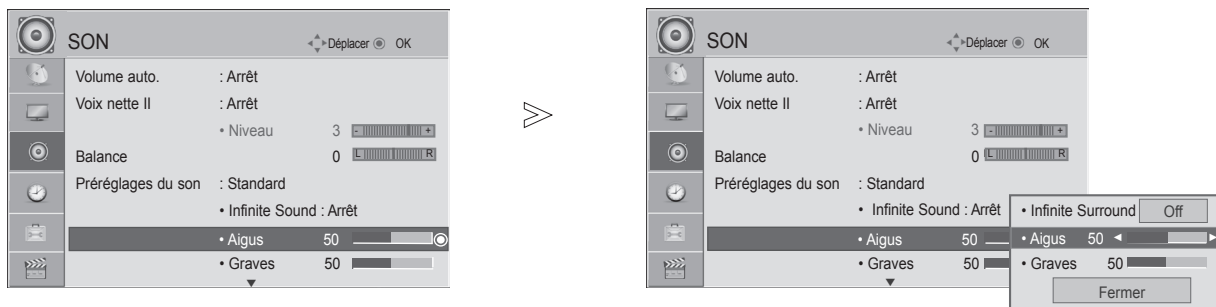 SON Déplacer OK
Volume auto. : Arrêt
Voix nette II : Arrêt
• Niveau 3 - +
Balance 0 L R
Préréglages du son : Standard
• Infinite Sound : Arrêt
• Aigus 50
• Graves 50
SON Déplacer OK
Volume auto. : Arrêt
Voix nette II : Arrêt
• Niveau 3 - +
Balance 0 L R
Préréglages du son : Standard
• Infinite Sound : Arrêt
• Aigus 50
• Graves 50
• Infinite Surround Off
• Aigus 50
• Graves 50
Fermer